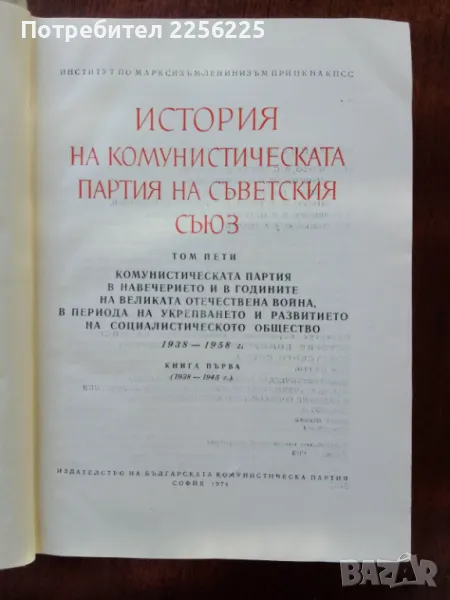 Потребител: 2256250206
ИНСТИТУТ ПО МАРКСИЗЪМ-ЛЕНИНИЗЪМ ПРИ ЦК НА КПСС
ИСТОРИЯ
НА КОМУНИСТИЧЕСКАТА
ПАРТИЯ НА СЪВЕТСКИЯ
СЪЮЗ
ТОМ ПЕТИ
КОМУНИСТИЧЕСКАТА ПАРТИЯ
В НАВЕЧЕРИЕТО И В ГОДИНИТЕ
НА ВЕЛИКАТА ОТЕЧЕСТВЕНА ВОЙНА,
В ПЕРИОДА НА УКРЕПВАНЕТО И РАЗВИТИЕТО
НА СОЦИАЛИСТИЧЕСКОТО ОБЩЕСТВО
1938 — 1958 г.
КНИГА ПЪРВА
(1938 — 1945 г.)
ИЗДАТЕЛСТВО НА БЪЛГАРСКАТА КОМУНИСТИЧЕСКА ПАРТИЯ
СОФИЯ 1974
BAZAR